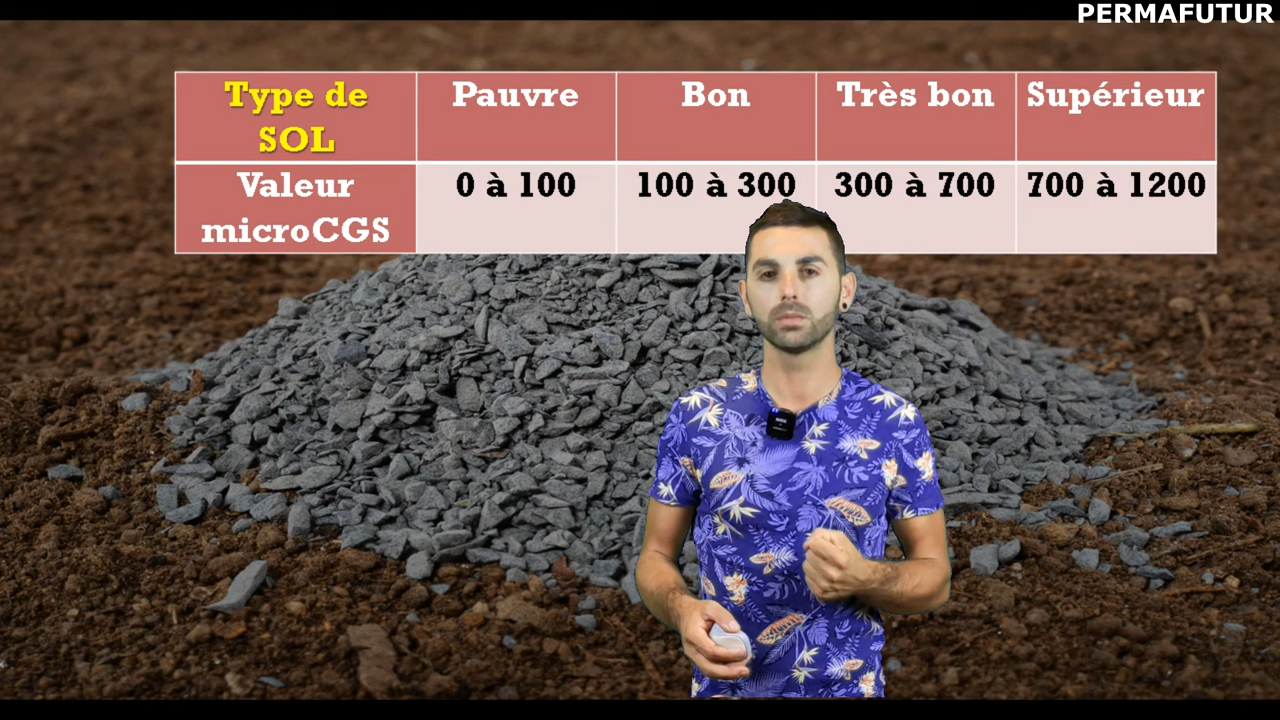 PERMAFUTUR
Type de Pauvre Bon Très bon Supérieur
SOL
Valeur 0 à 100 100 à 300 300 à 700 700 à 1200
microCGS